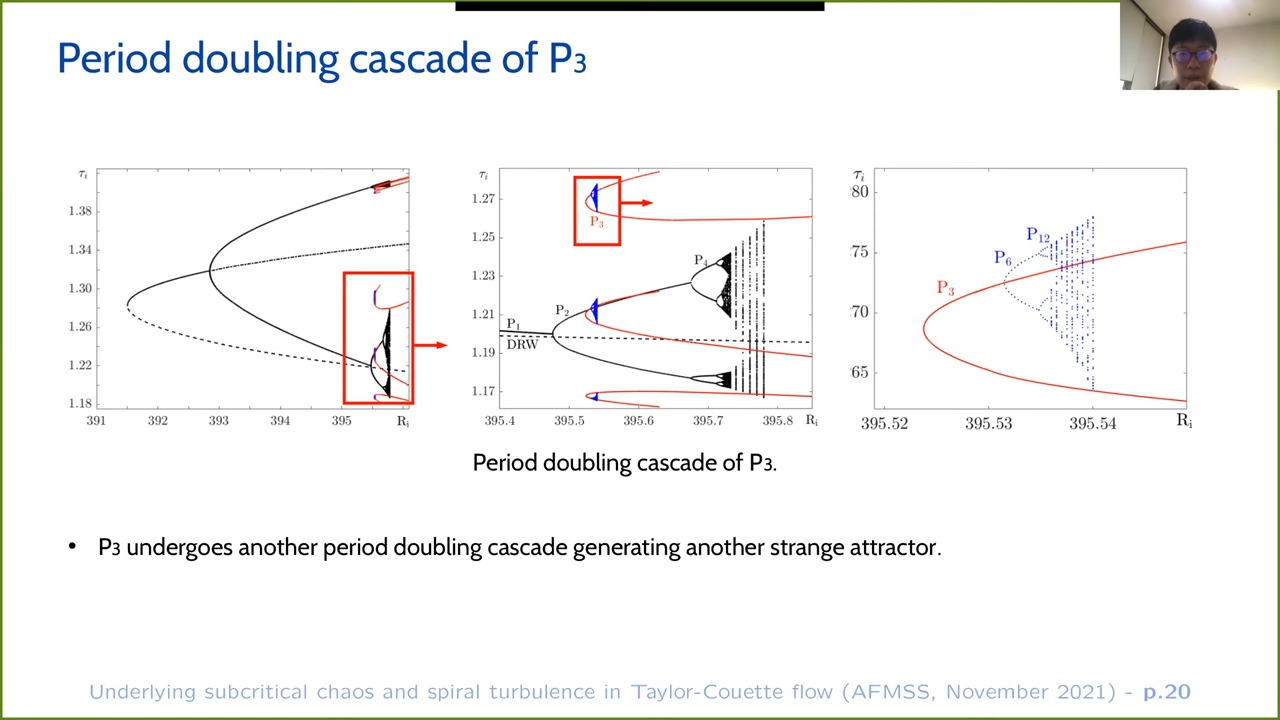 Period doubling cascade of P3
τi
1.38
1.34
1.30
1.26
1.22
1.18
391 392 393 394 395 Ri
τi
1.27
1.25
1.23
1.21
1.19
1.17
P3
P4
P2
P1
DRW
395.4 395.5 395.6 395.7 395.8 Ri
τi
80
75
70
65
P12
P6
P3
395.52 395.53 395.54 Ri
Period doubling cascade of P3.
• P3 undergoes another period doubling cascade generating another strange attractor.
Underlying subcritical chaos and spiral turbulence in Taylor-Couette flow (AFMSS, November 2021) - p.20